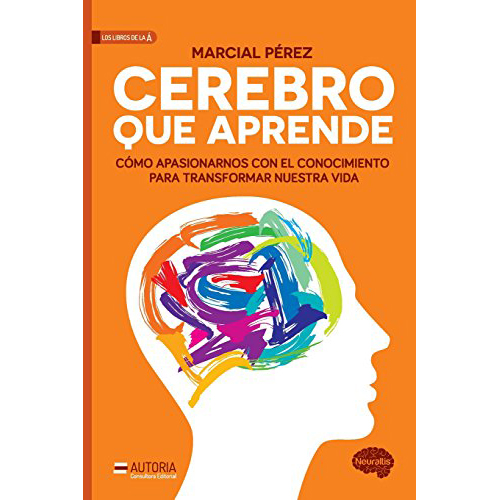 LOS LIBROS DE LA Á
MARCIAL PÉREZ
CEREBRO
QUE APRENDE
CÓMO APASIONARNOS CON EL CONOCIMIENTO
PARA TRANSFORMAR NUESTRA VIDA
AUTORIA
Consultora Editorial
Neuraltis